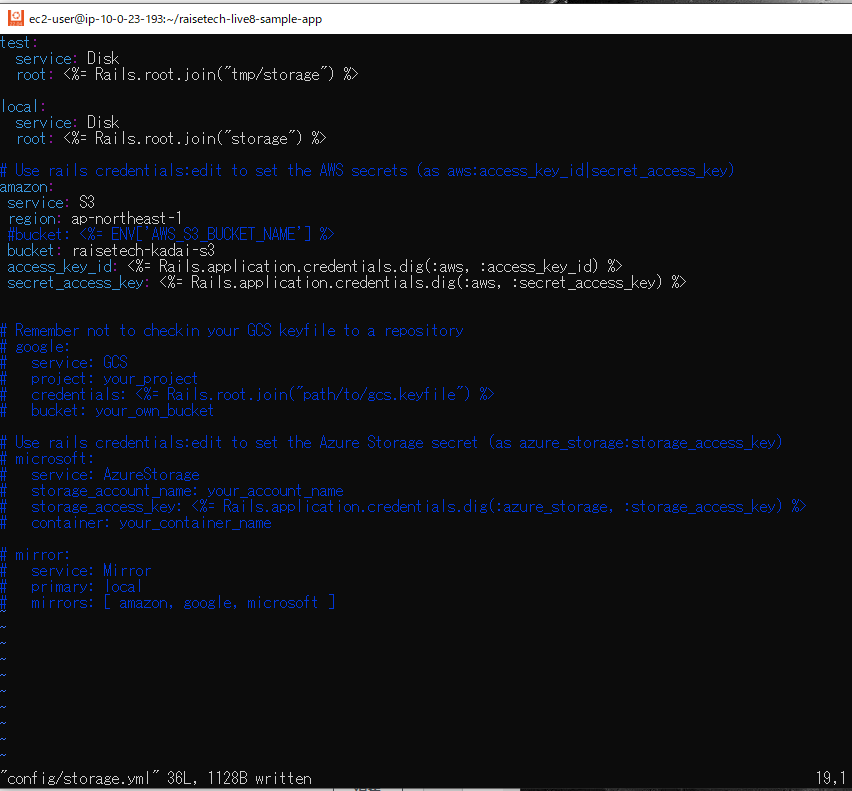 ec2-user@ip-10-0-23-193:~/raisetech-live8-sample-app
test:
  service: Disk
  root: <%= Rails.root.join("tmp/storage") %>

local:
  service: Disk
  root: <%= Rails.root.join("storage") %>

# Use rails credentials:edit to set the AWS secrets (as aws:access_key_id|secret_access_key)
amazon:
 service: S3
 region: ap-northeast-1
 #bucket: <%= ENV['AWS_S3_BUCKET_NAME'] %>
 bucket: raisetech-kadai-s3
 access_key_id: <%= Rails.application.credentials.dig(:aws, :access_key_id) %>
 secret_access_key: <%= Rails.application.credentials.dig(:aws, :secret_access_key) %>


# Remember not to checkin your GCS keyfile to a repository
# google:
#   service: GCS
#   project: your_project
#   credentials: <%= Rails.root.join("path/to/gcs.keyfile") %>
#   bucket: your_own_bucket

# Use rails credentials:edit to set the Azure Storage secret (as azure_storage:storage_access_key)
# microsoft:
#   service: AzureStorage
#   storage_account_name: your_account_name
#   storage_access_key: <%= Rails.application.credentials.dig(:azure_storage, :storage_access_key) %>
#   container: your_container_name

# mirror:
#   service: Mirror
#   primary: local
#   mirrors: [ amazon, google, microsoft ]
~
~
~
~
~
~
~
~
~
~
"config/storage.yml" 36L, 1128B written 19,1